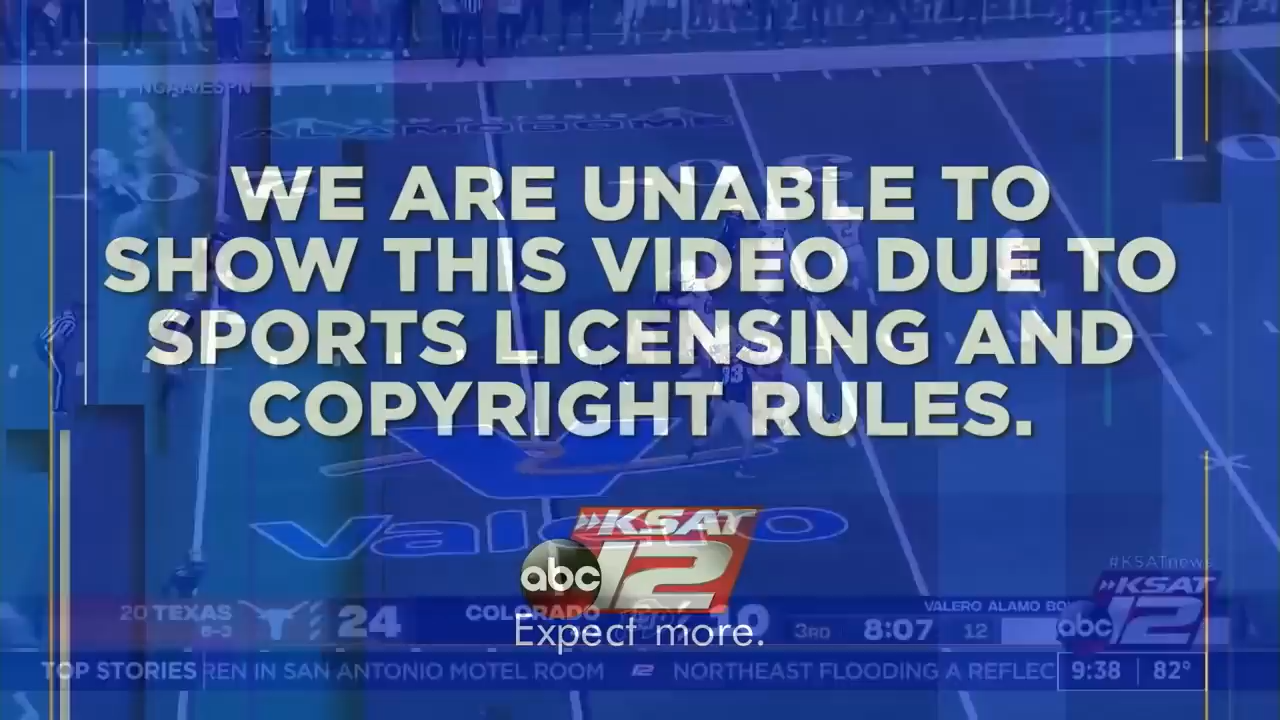 NCAA/ESPN
ALAMODOME
WE ARE UNABLE TO
SHOW THIS VIDEO DUE TO
SPORTS LICENSING AND
COPYRIGHT RULES.
Valero
»KSAT
abc 12
Expect more.
#KSATnews
»KSAT
abc 12
20 TEXAS 24 COLORADO 10 3RD 8:07 12
6-3
VALERO ALAMO BO
TOP STORIES REN IN SAN ANTONIO MOTEL ROOM 12 NORTHEAST FLOODING A REFLEC 9:38 82°